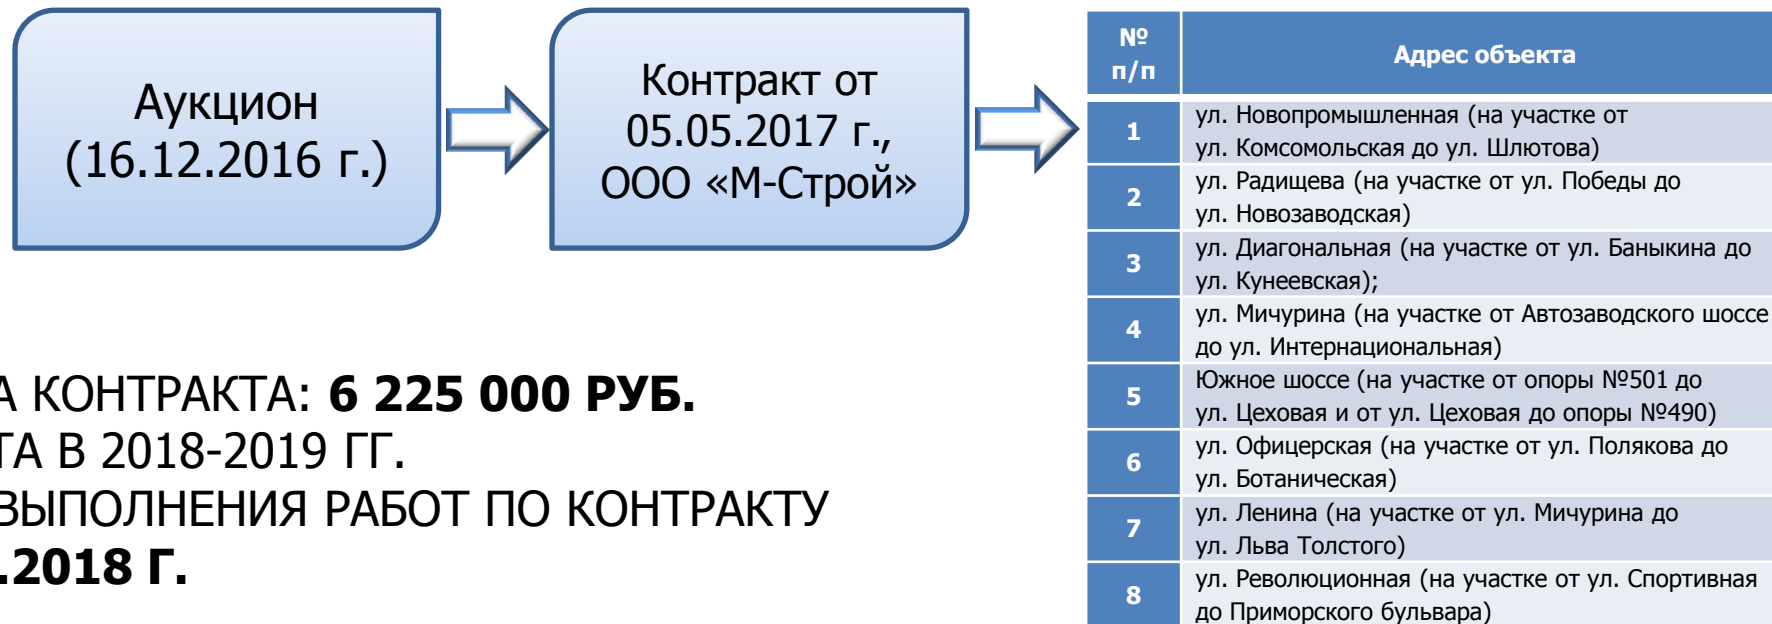 Аукцион
(16.12.2016 г.)
Контракт от
05.05.2017 г.,
ООО «М-Строй»
№
п/п
Адрес объекта
1
ул. Новопромышленная (на участке от
ул. Комсомольская до ул. Шлютова)
2
ул. Радищева (на участке от ул. Победы до
ул. Новозаводская)
3
ул. Диагональная (на участке от ул. Баныкина до
ул. Кунеевская);
4
ул. Мичурина (на участке от Автозаводского шоссе
до ул. Интернациональная)
5
Южное шоссе (на участке от опоры №501 до
ул. Цеховая и от ул. Цеховая до опоры №490)
6
ул. Офицерская (на участке от ул. Полякова до
ул. Ботаническая)
7
ул. Ленина (на участке от ул. Мичурина до
ул. Льва Толстого)
8
ул. Революционная (на участке от ул. Спортивная
до Приморского бульвара)
А КОНТРАКТА: 6 225 000 РУБ.
ТА В 2018-2019 ГГ.
ВЫПОЛНЕНИЯ РАБОТ ПО КОНТРАКТУ
.2018 Г.